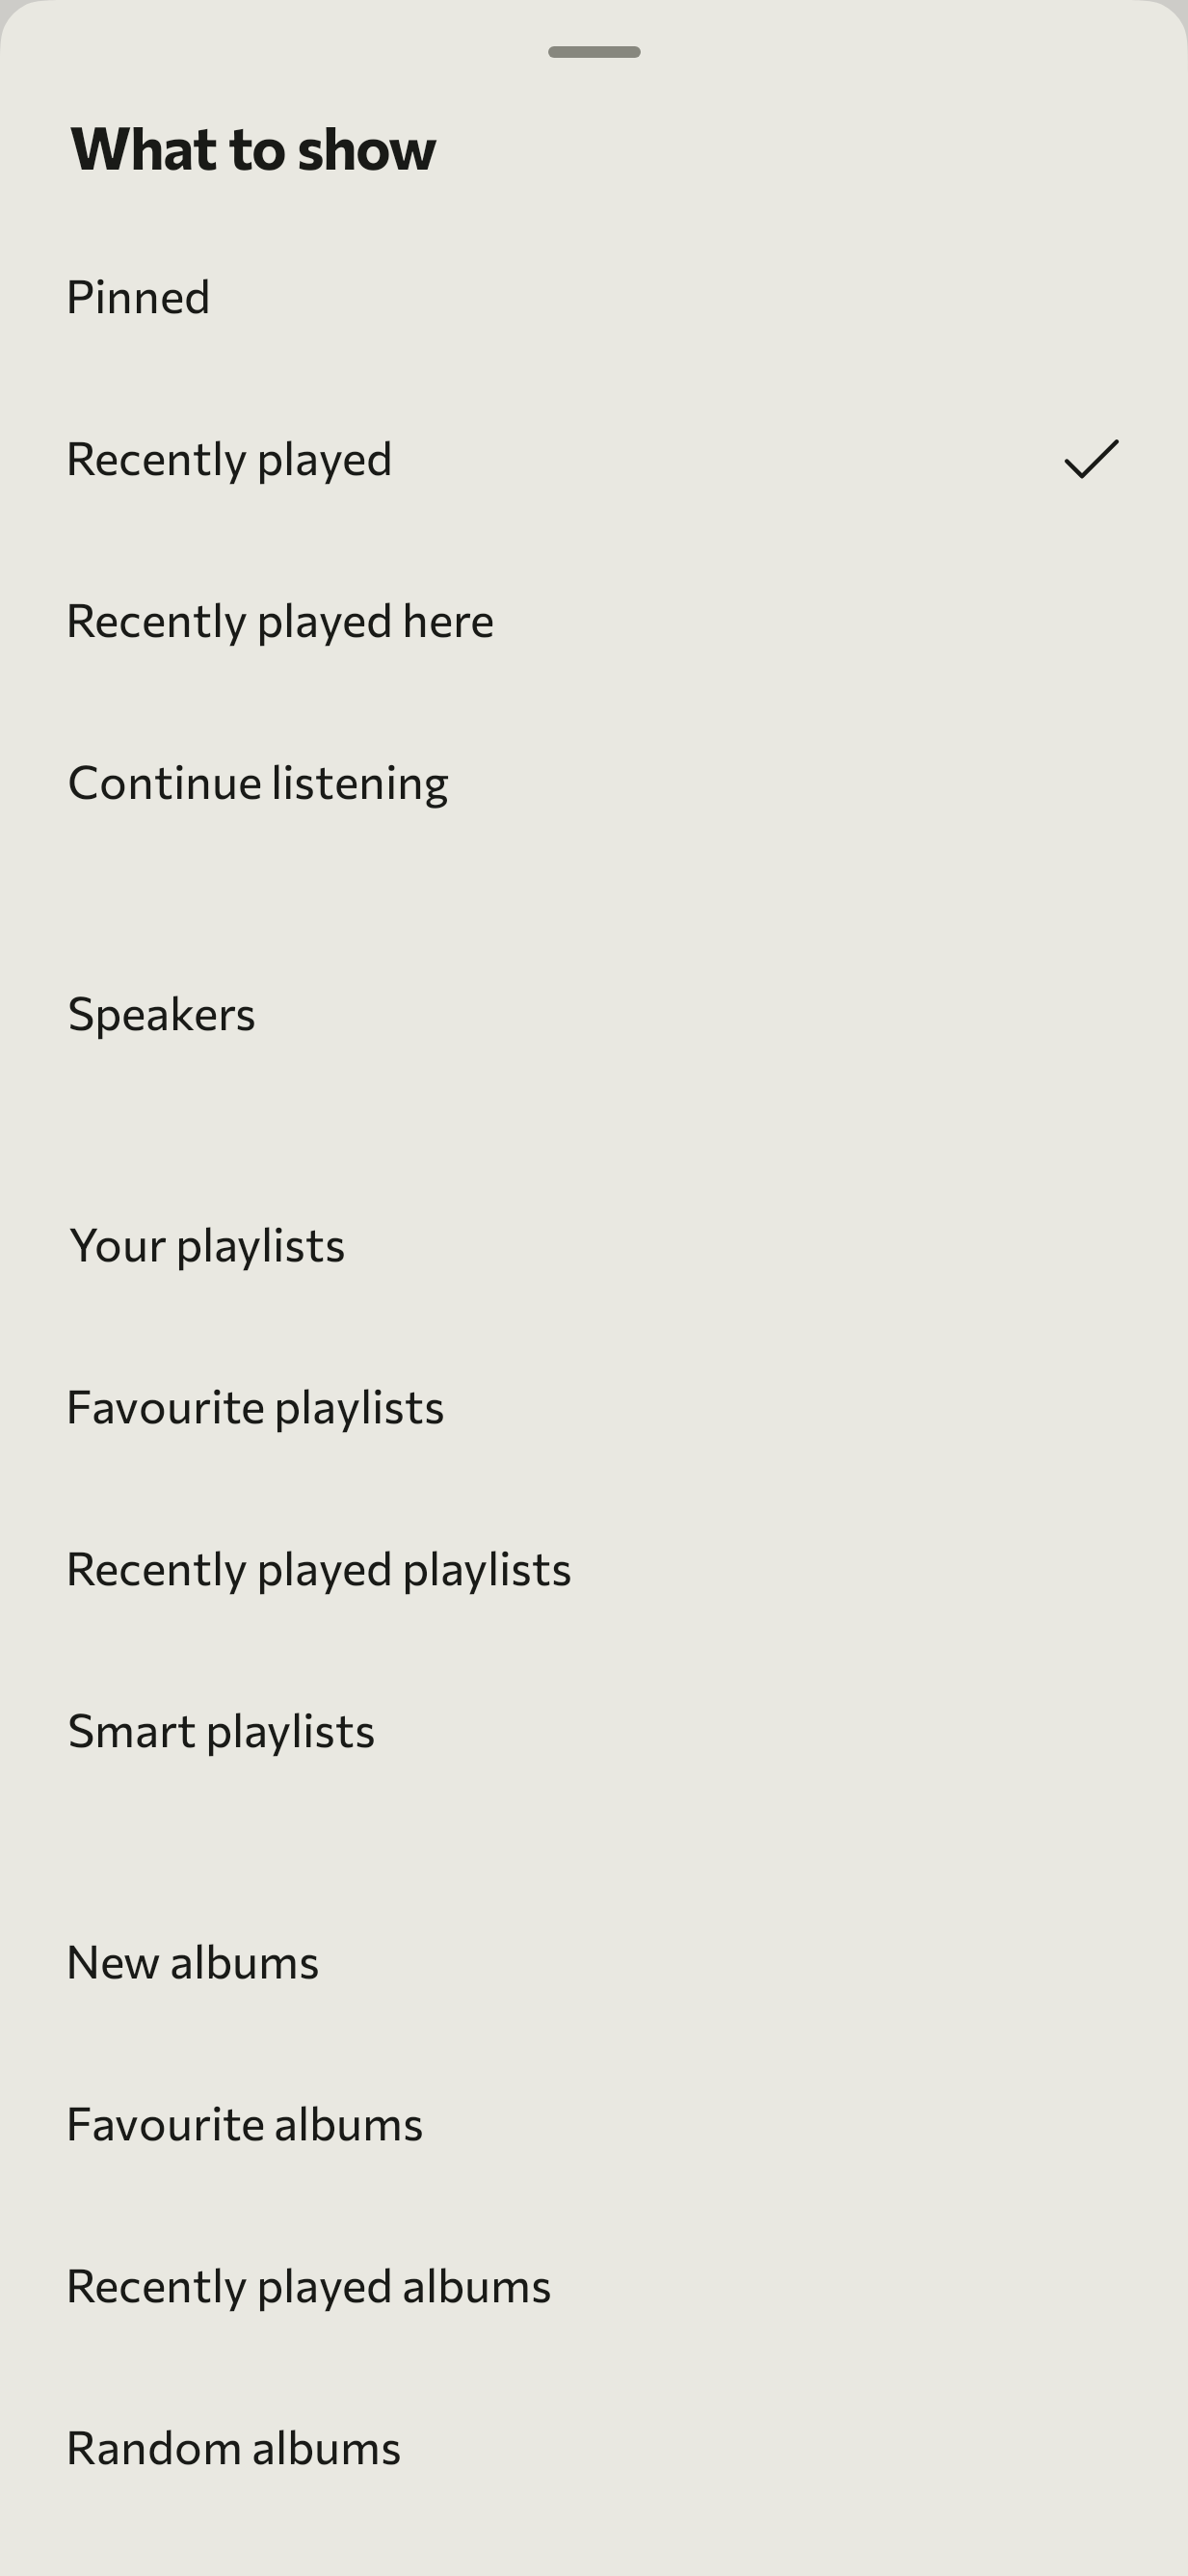 What to show
Pinned
Recently played
Recently played here
Continue listening
Speakers
Your playlists
Favourite playlists
Recently played playlists
Smart playlists
New albums
Favourite albums
Recently played albums
Random albums